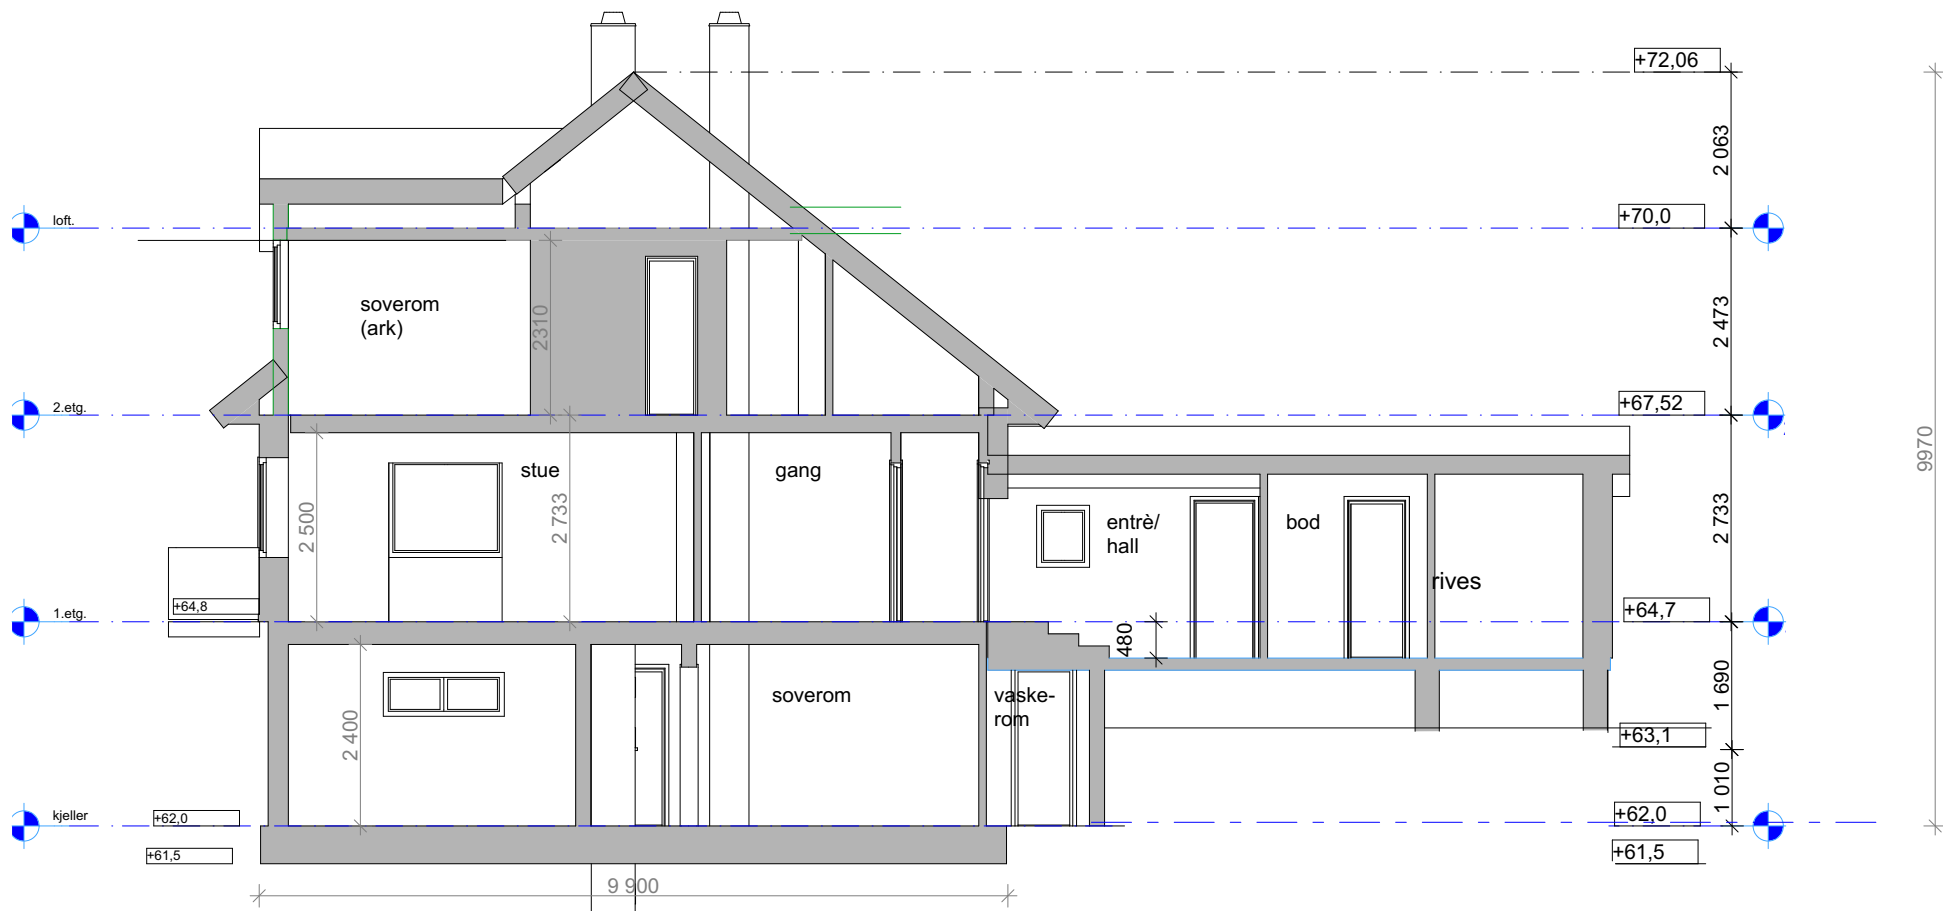 +72,06
2 063
loft.
+70,0
soverom
(ark)
2310
2 473
2.etg.
+67,52
9970
stue
gang
2 500
2 733
entrè/
hall
bod
2 733
rives
+64,8
1.etg.
+64,7
480
soverom
vaske-
rom
1 690
2 400
+63,1
1 010
kjeller
+62,0
+62,0
+61,5
+61,5
9 900